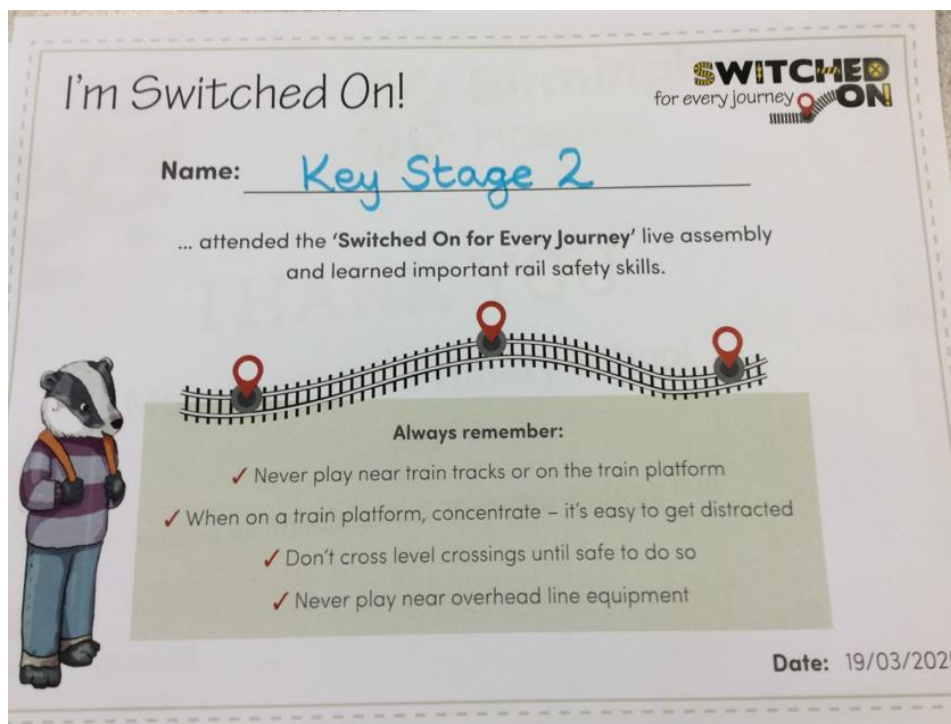 I'm Switched On!
SWITCHED
for every journey ON!
Name: Key Stage 2
... attended the 'Switched On for Every Journey' live assembly
and learned important rail safety skills.
Always remember:
✓ Never play near train tracks or on the train platform
✓ When on a train platform, concentrate – it's easy to get distracted
✓ Don't cross level crossings until safe to do so
✓ Never play near overhead line equipment
Date: 19/03/2025